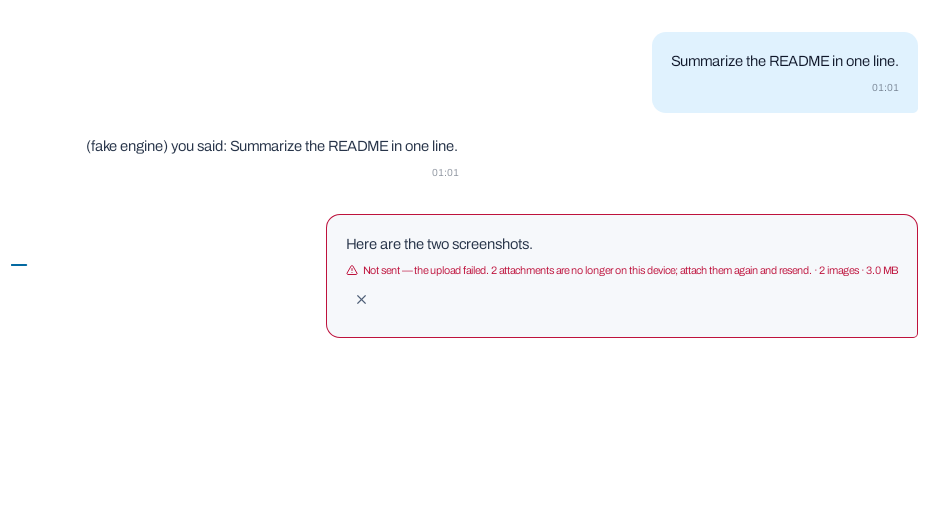 Summarize the README in one line.
01:01
(fake engine) you said: Summarize the README in one line.
01:01
Here are the two screenshots.
Not sent — the upload failed. 2 attachments are no longer on this device; attach them again and resend. · 2 images · 3.0 MB